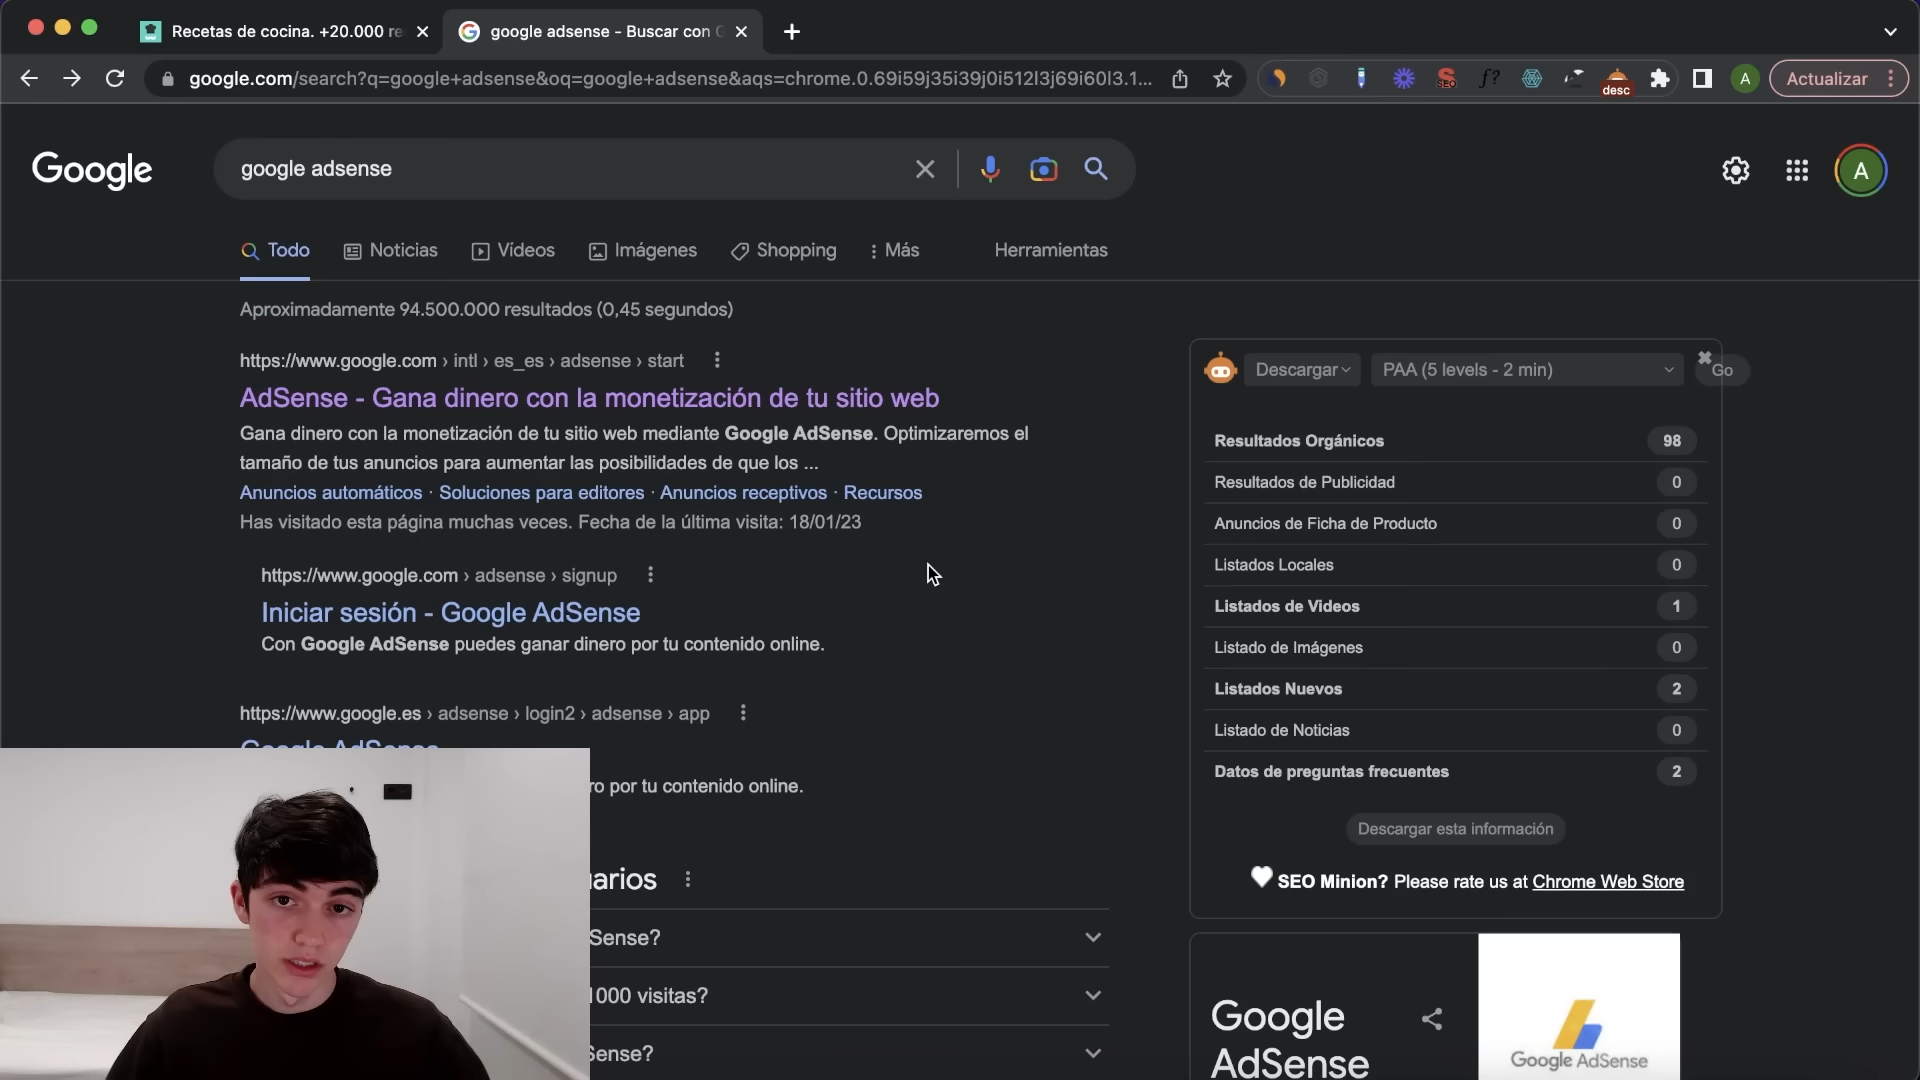 Recetas de cocina. +20.000 re
google adsense - Buscar con G
google.com/search?q=google+adsense&oq=google+adsense&aqs=chrome.0.69i59j35i39j0i512l3j69i60l3.1...
SEO
f?
desc
A
Actualizar
Google
google adsense
A
Todo
Noticias
Vídeos
Imágenes
Shopping
Más
Herramientas
Aproximadamente 94.500.000 resultados (0,45 segundos)
https://www.google.com › intl › es_es › adsense › start
AdSense - Gana dinero con la monetización de tu sitio web
Gana dinero con la monetización de tu sitio web mediante Google AdSense. Optimizaremos el
tamaño de tus anuncios para aumentar las posibilidades de que los ...
Anuncios automáticos · Soluciones para editores · Anuncios receptivos · Recursos
Has visitado esta página muchas veces. Fecha de la última visita: 18/01/23
https://www.google.com › adsense › signup
Iniciar sesión - Google AdSense
Con Google AdSense puedes ganar dinero por tu contenido online.
https://www.google.es › adsense › login2 › adsense › app
Google AdSense
ro por tu contenido online.
arios
Sense?
1000 visitas?
Sense?
Descargar
PAA (5 levels - 2 min)
Go
Resultados Orgánicos 98
Resultados de Publicidad 0
Anuncios de Ficha de Producto 0
Listados Locales 0
Listados de Videos 1
Listado de Imágenes 0
Listados Nuevos 2
Listado de Noticias 0
Datos de preguntas frecuentes 2
Descargar esta información
SEO Minion? Please rate us at Chrome Web Store
Google
AdSense
Google AdSense